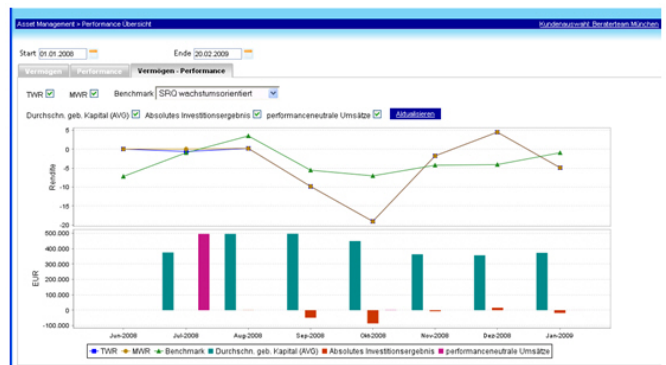 Asset Management » Performance Übersicht Kundenauswahl Beraterteam München
Start 01.01.2008 Ende 20.02.2009
Vermögen Performance Vermögen - Performance
TWR MWR Benchmark SRQ wachstumsorientiert
Durchschn. geb. Kapital (AVG) Absolutes Investitionsergebnis performanceneutrale Umsätze Aktualisieren
5
0
-5
-10
-15
-20
Rendite
500.000
400.000
300.000
200.000
100.000
0
-100.000
EUR
Jun-2008 Jul-2008 Aug-2008 Sep-2008 Okt-2008 Nov-2008 Dez-2008 Jan-2009
TWR MWR Benchmark Durchschn. geb. Kapital (AVG) Absolutes Investitionsergebnis performanceneutrale Umsätze